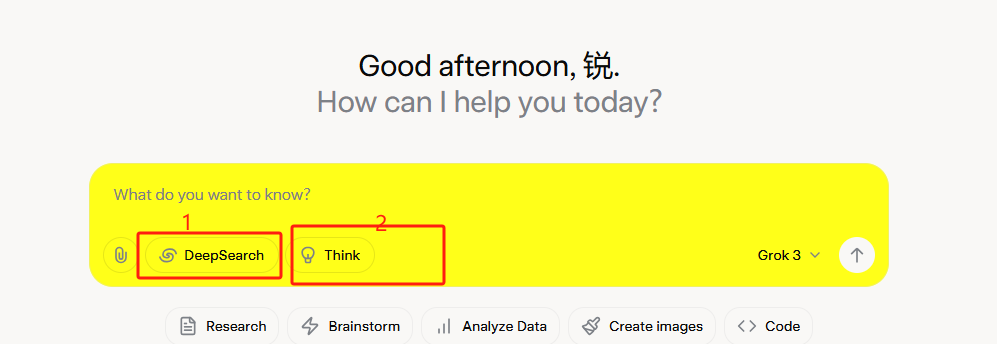 Good afternoon, 锐.
How can I help you today?
What do you want to know?
1 2
DeepSearch Think Grok 3
Research Brainstorm Analyze Data Create images Code